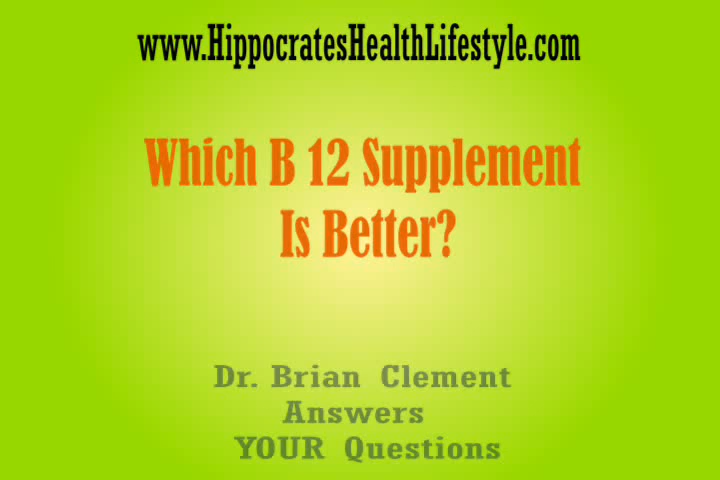 www.HippocratesHealthLifestyle.com
Which B 12 Supplement
Is Better?
Dr. Brian Clement
Answers
YOUR Questions